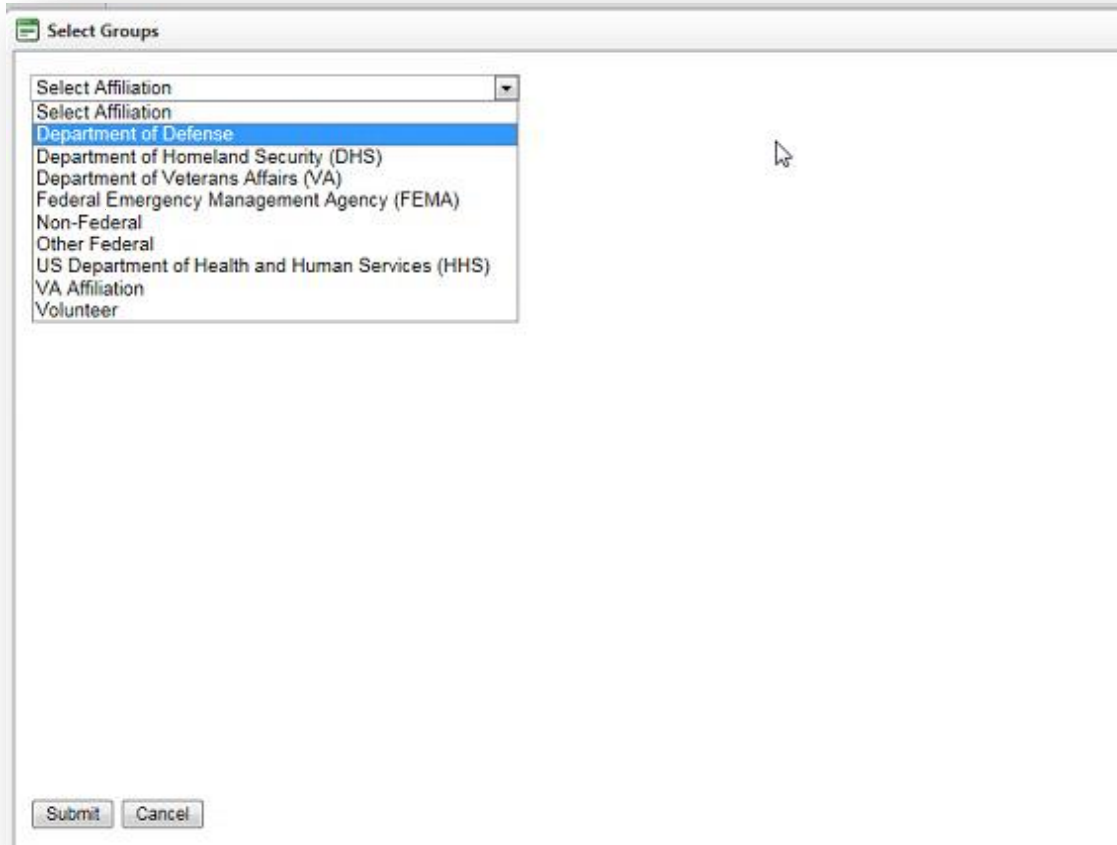 Select Groups
Select Affiliation
Select Affiliation
Department of Defense
Department of Homeland Security (DHS)
Department of Veterans Affairs (VA)
Federal Emergency Management Agency (FEMA)
Non-Federal
Other Federal
US Department of Health and Human Services (HHS)
VA Affiliation
Volunteer
Submit Cancel